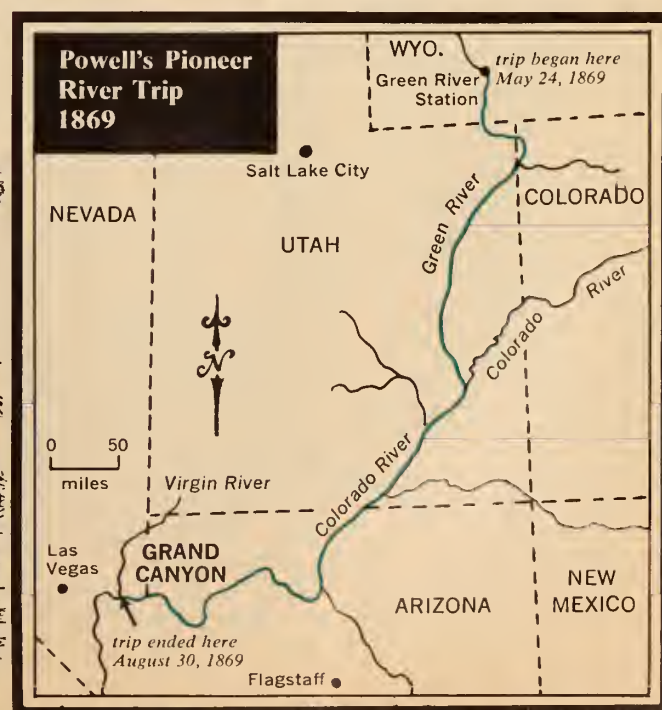 Powell's Pioneer
River Trip
1869
WYO.
trip began here
May 24, 1869
Green River
Station
Salt Lake City
NEVADA
UTAH
COLORADO
Green River
Colorado River
N
0 50
miles
Virgin River
Colorado River
Las
Vegas
GRAND
CANYON
ARIZONA
NEW
MEXICO
trip ended here
August 30, 1869
Flagstaff